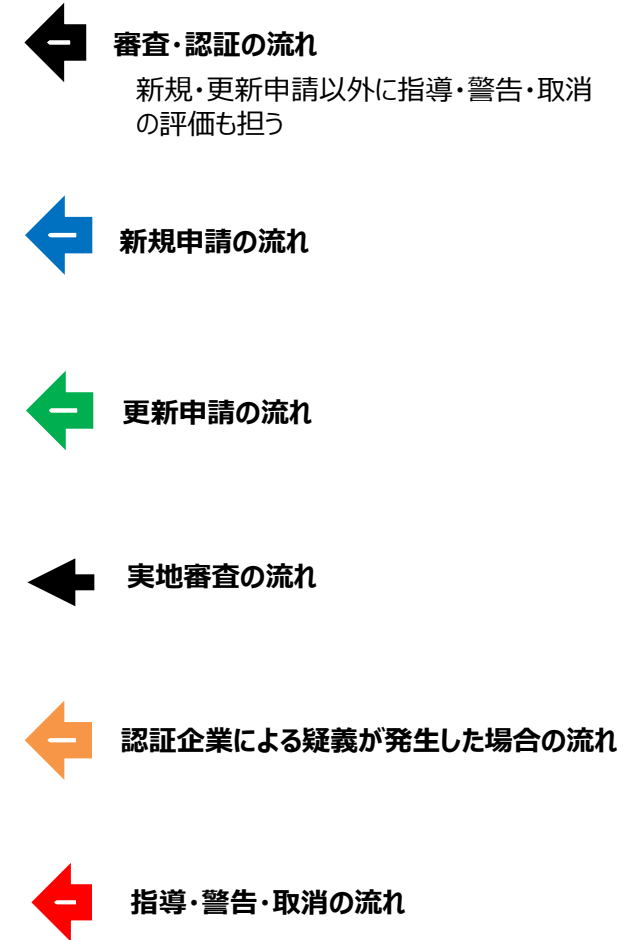 審査・認証の流れ
新規・更新申請以外に指導・警告・取消
の評価も担う
新規申請の流れ
更新申請の流れ
実地審査の流れ
認証企業による疑義が発生した場合の流れ
指導・警告・取消の流れ